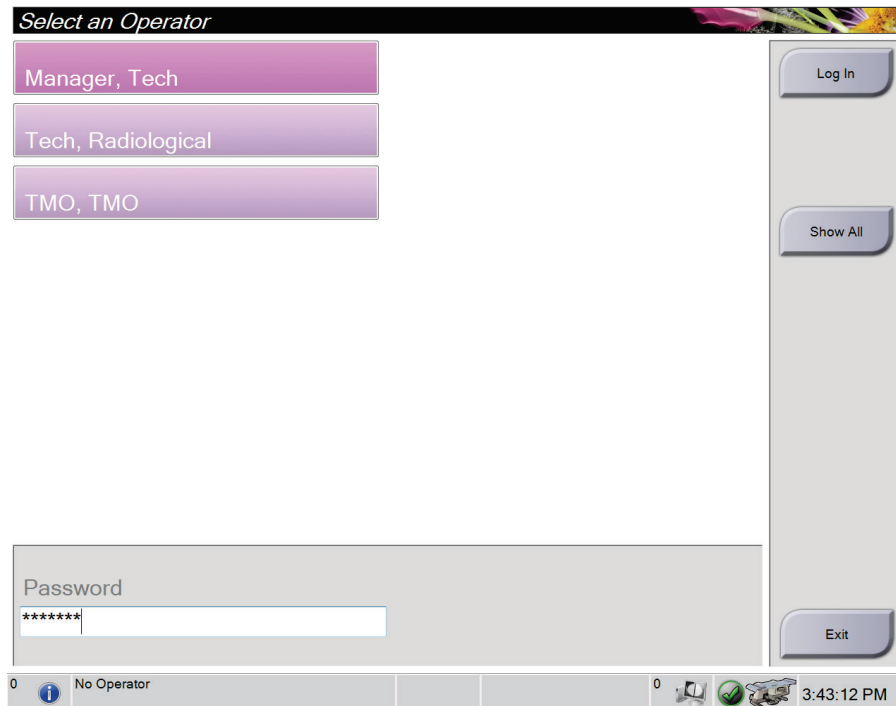 Select an Operator
Manager, Tech
Log In
Tech, Radiological
TMO, TMO
Show All
Password
*******
Exit
0
No Operator
0
3:43:12 PM